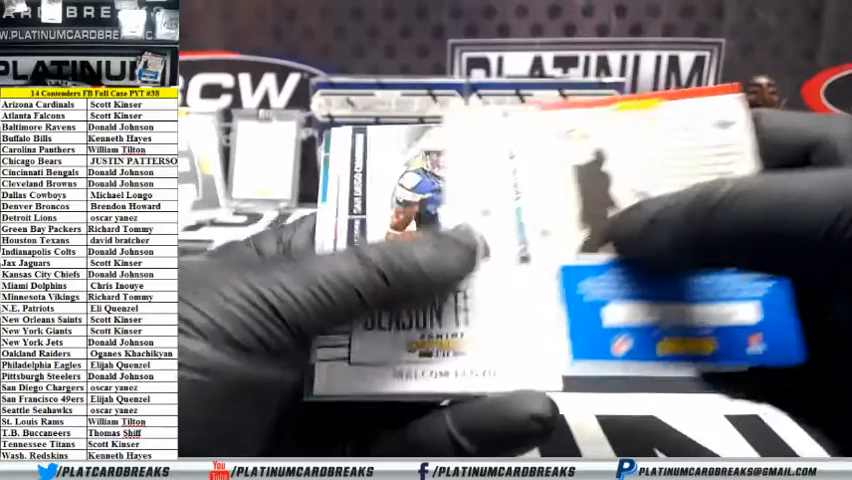 WWW.PLATINUMCARDBREAKS.COM
PLATINUM
14 Contenders FB Full Case PYT #38
Arizona Cardinals Scott Kinser
Atlanta Falcons Scott Kinser
Baltimore Ravens Donald Johnson
Buffalo Bills Kenneth Hayes
Carolina Panthers William Tilton
Chicago Bears JUSTIN PATTERSO
Cincinnati Bengals Donald Johnson
Cleveland Browns Donald Johnson
Dallas Cowboys Michael Longo
Denver Broncos Brendon Howard
Detroit Lions oscar yanez
Green Bay Packers Richard Tommy
Houston Texans david bratcher
Indianapolis Colts Donald Johnson
Jax Jaguars Scott Kinser
Kansas City Chiefs Donald Johnson
Miami Dolphins Chris Inouye
Minnesota Vikings Richard Tommy
N.E. Patriots Eli Quenzel
New Orleans Saints Scott Kinser
New York Giants Scott Kinser
New York Jets Donald Johnson
Oakland Raiders Oganes Khachikyan
Philadelphia Eagles Elijah Quenzel
Pittsburgh Steelers Donald Johnson
San Diego Chargers oscar yanez
San Francisco 49ers Elijah Quenzel
Seattle Seahawks oscar yanez
St. Louis Rams William Tilton
T.B. Buccaneers Thomas Shiff
Tennessee Titans Scott Kinser
Wash. Redskins Kenneth Hayes
PLATINUM
CW
SEASON
PANINI
/PLATCARDBREAKS
You Tube /PLATINUMCARDBREAKS
/PLATINUMCARDBREAKS
PLATINUMCARDBREAKS@GMAIL.COM